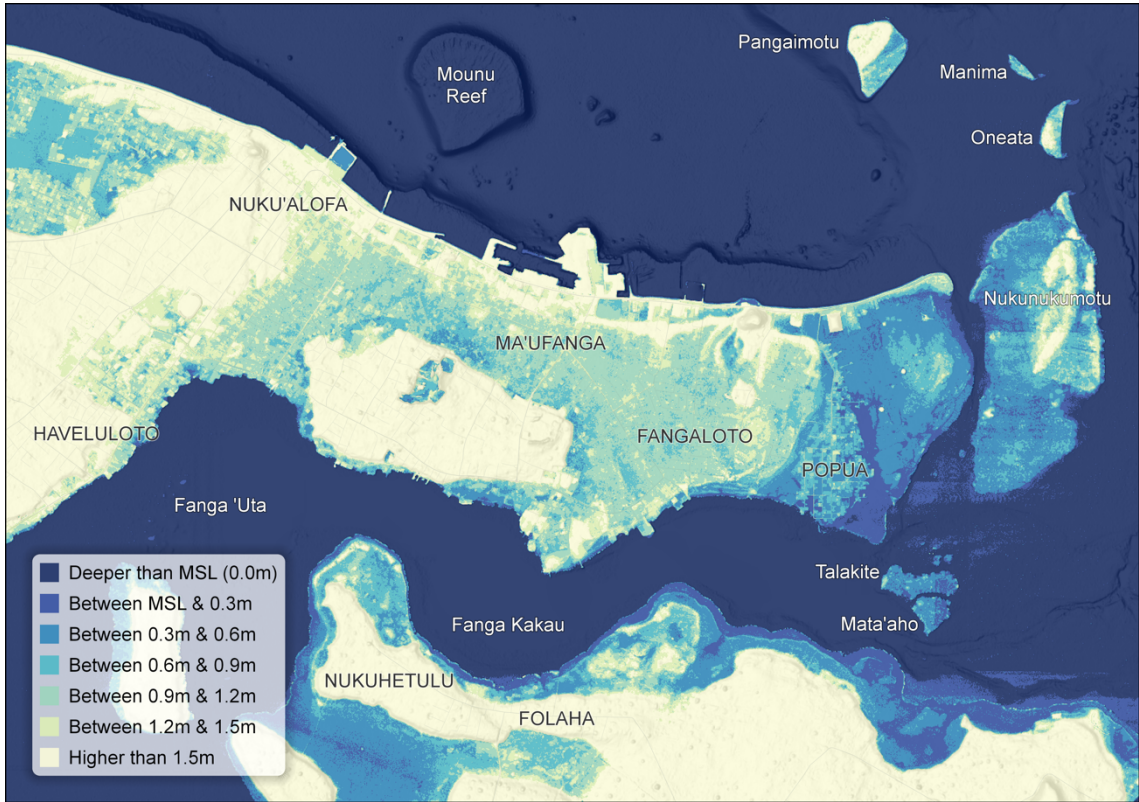 Pangaimotu
Mounu
Reef
Manima
Oneata
NUKU'ALOFA
Nukunukumotu
MA'UFANGA
HAVELULOTO
FANGALOTO
POPUA
Fanga 'Uta
Talakite
Fanga Kakau
Mata'aho
NUKUHETULU
FOLAHA
Deeper than MSL (0.0m)
Between MSL & 0.3m
Between 0.3m & 0.6m
Between 0.6m & 0.9m
Between 0.9m & 1.2m
Between 1.2m & 1.5m
Higher than 1.5m